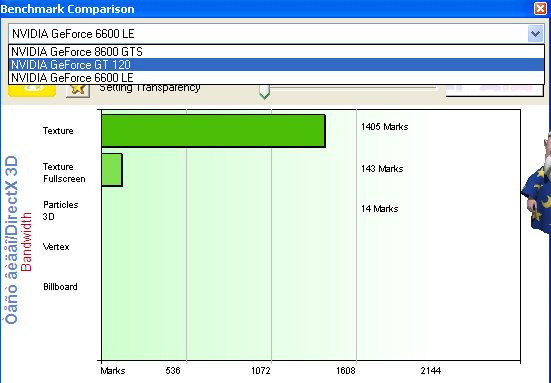 Benchmark Comparison
NVIDIA GeForce 6600 LE
NVIDIA GeForce 8600 GTS
NVIDIA GeForce GT 120
NVIDIA GeForce 6600 LE
Setting Transparency
Òåñò âèäåî/DirectX 3D
Bandwidth
Texture
1405 Marks
Texture
Fullscreen
143 Marks
Particles
3D
14 Marks
Vertex
Billboard
Marks 536 1072 1608 2144